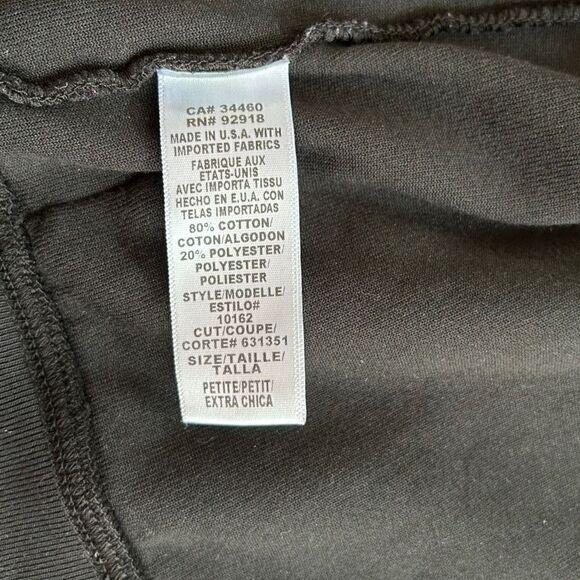 CA# 34460
RN# 92918
MADE IN U.S.A. WITH
IMPORTED FABRICS
FABRIQUE AUX
ETATS-UNIS
AVEC IMPORTA TISSU
HECHO EN E.U.A. CON
TELAS IMPORTADAS
80% COTTON/
COTON/ALGODON
20% POLYESTER/
POLYESTER/
POLIESTER
STYLE/MODELLE/
ESTILO#
10162
CUT/COUPE/
CORTE# 631351
SIZE/TAILLE/
TALLA
PETITE/PETIT/
EXTRA CHICA